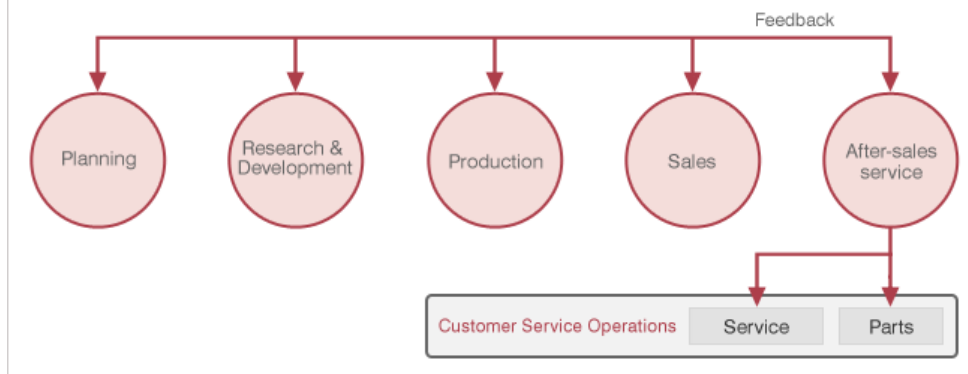 Feedback
Planning
Research &
Development
Production
Sales
After-sales
service
Customer Service Operations
Service
Parts